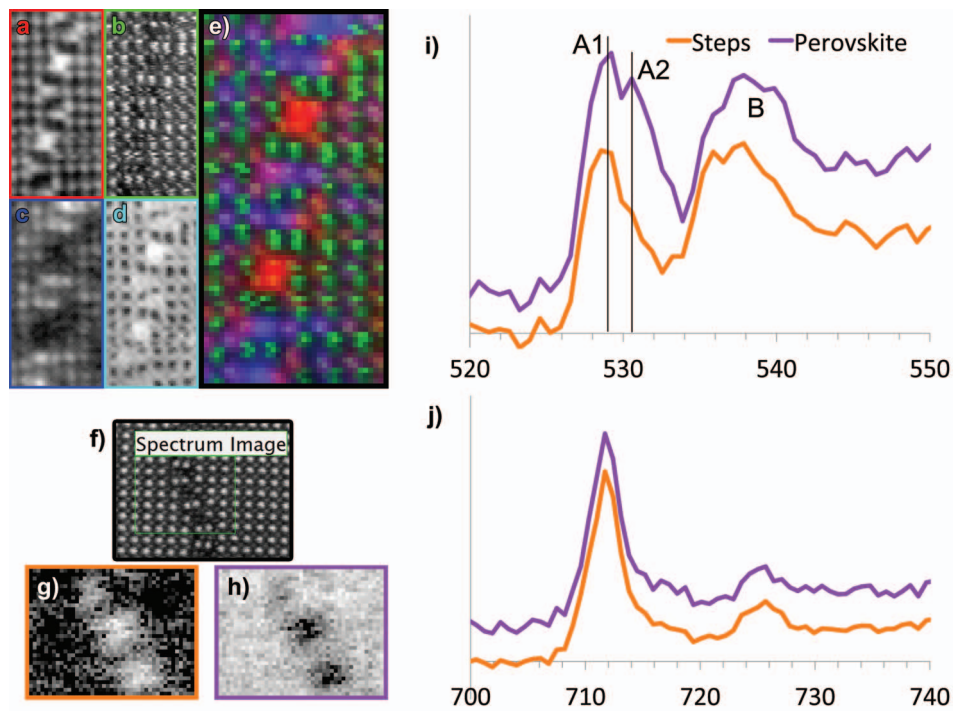 a
b
e)
c
d
i)
Steps
Perovskite
A1
A2
B
520
530
540
550
f)
Spectrum Image
g)
h)
j)
700
710
720
730
740